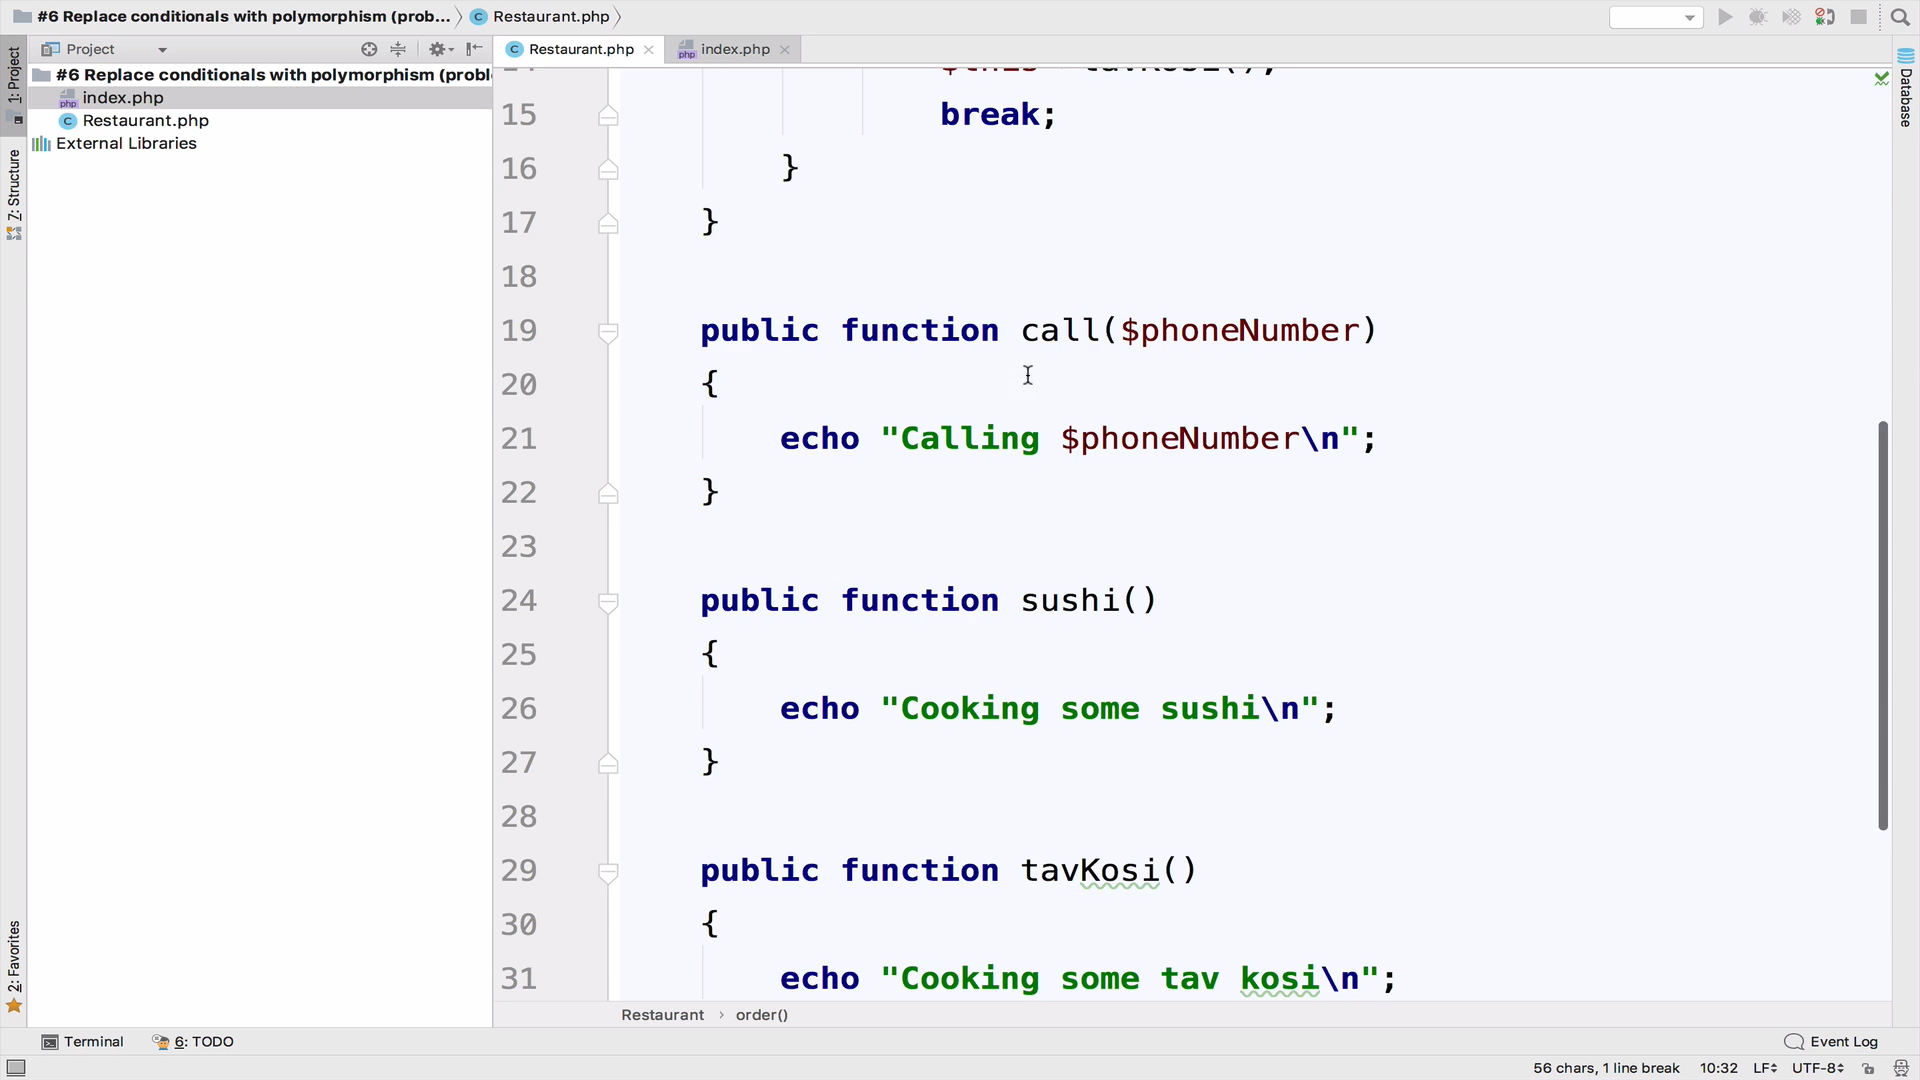 #6 Replace conditionals with polymorphism (prob... Restaurant.php
Project
Restaurant.php index.php
#6 Replace conditionals with polymorphism (probl
index.php
Restaurant.php
External Libraries
1: Project
7: Structure
2: Favorites
Database
15 break;
16 }
17 }
18
19 public function call($phoneNumber)
20 {
21 echo "Calling $phoneNumber\n";
22 }
23
24 public function sushi()
25 {
26 echo "Cooking some sushi\n";
27 }
28
29 public function tavKosi()
30 {
31 echo "Cooking some tav kosi\n";
Restaurant › order()
Terminal 6: TODO Event Log
56 chars, 1 line break 10:32 LF UTF-8